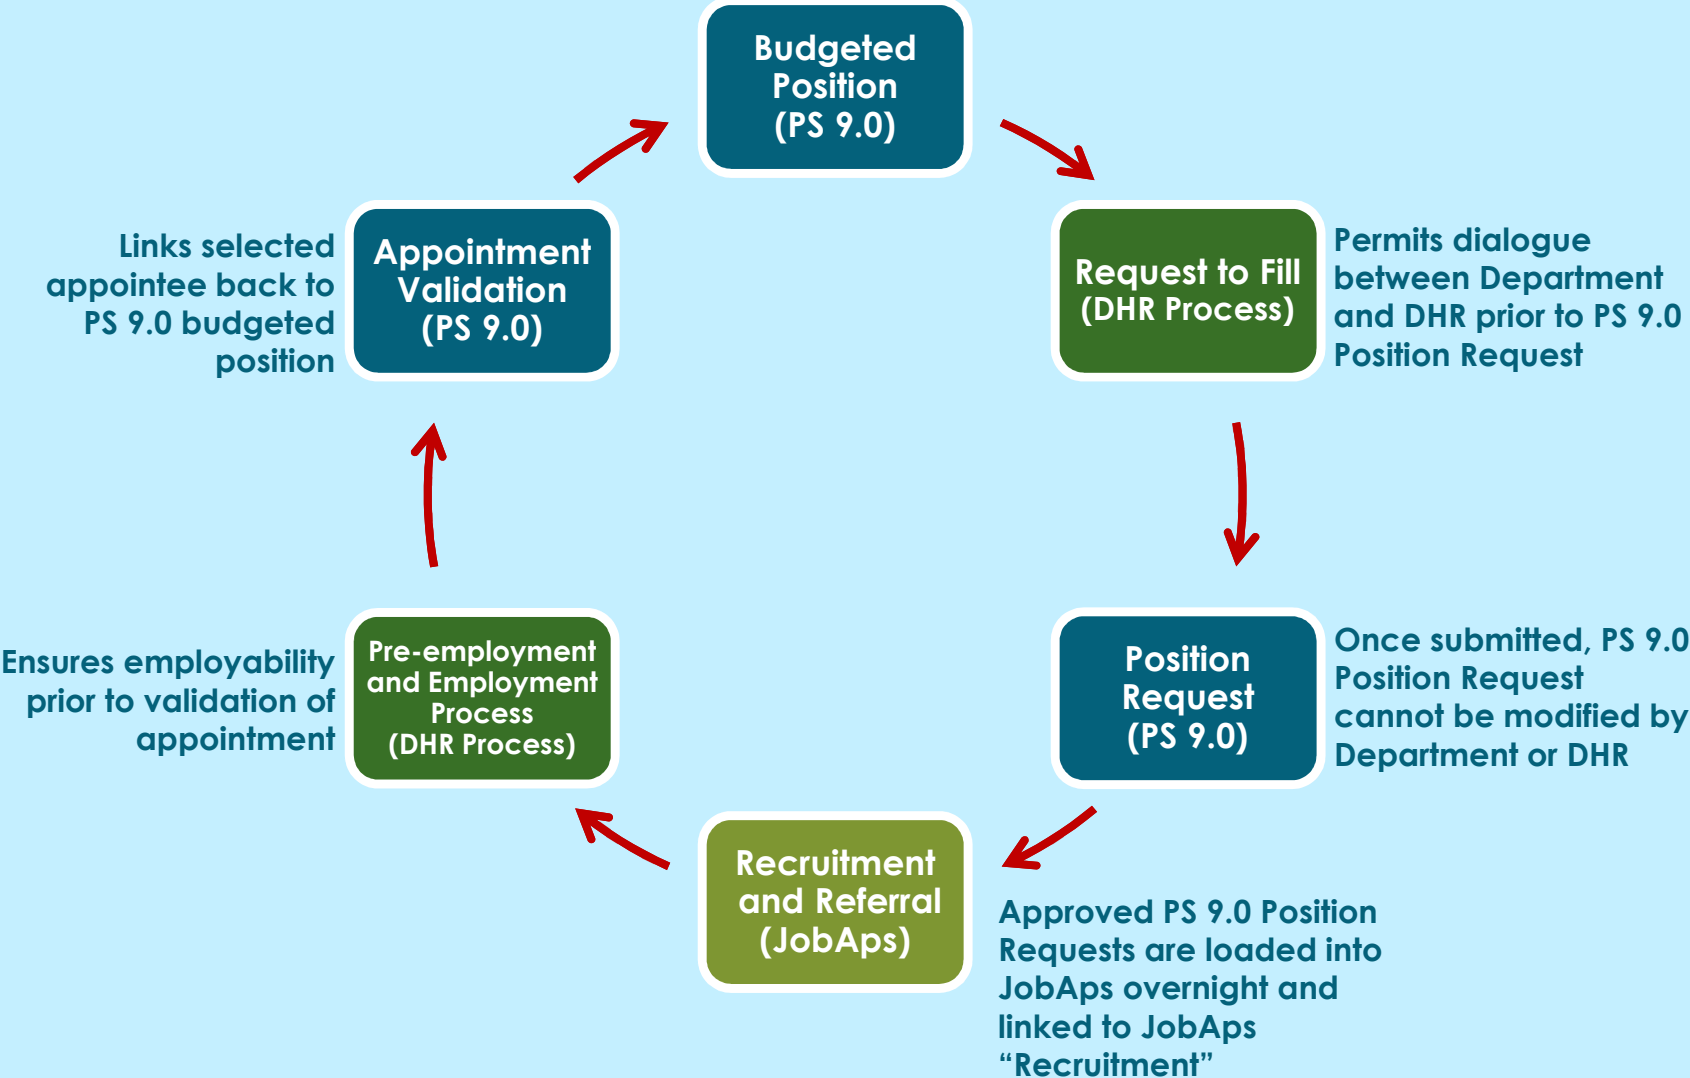 Budgeted
Position
(PS 9.0)
Request to Fill
(DHR Process)
Permits dialogue
between Department
and DHR prior to PS 9.0
Position Request
Position
Request
(PS 9.0)
Once submitted, PS 9.0
Position Request
cannot be modified by
Department or DHR
Recruitment
and Referral
(JobAps)
Approved PS 9.0 Position
Requests are loaded into
JobAps overnight and
linked to JobAps
“Recruitment”
Pre-employment
and Employment
Process
(DHR Process)
Ensures employability
prior to validation of
appointment
Appointment
Validation
(PS 9.0)
Links selected
appointee back to
PS 9.0 budgeted
position